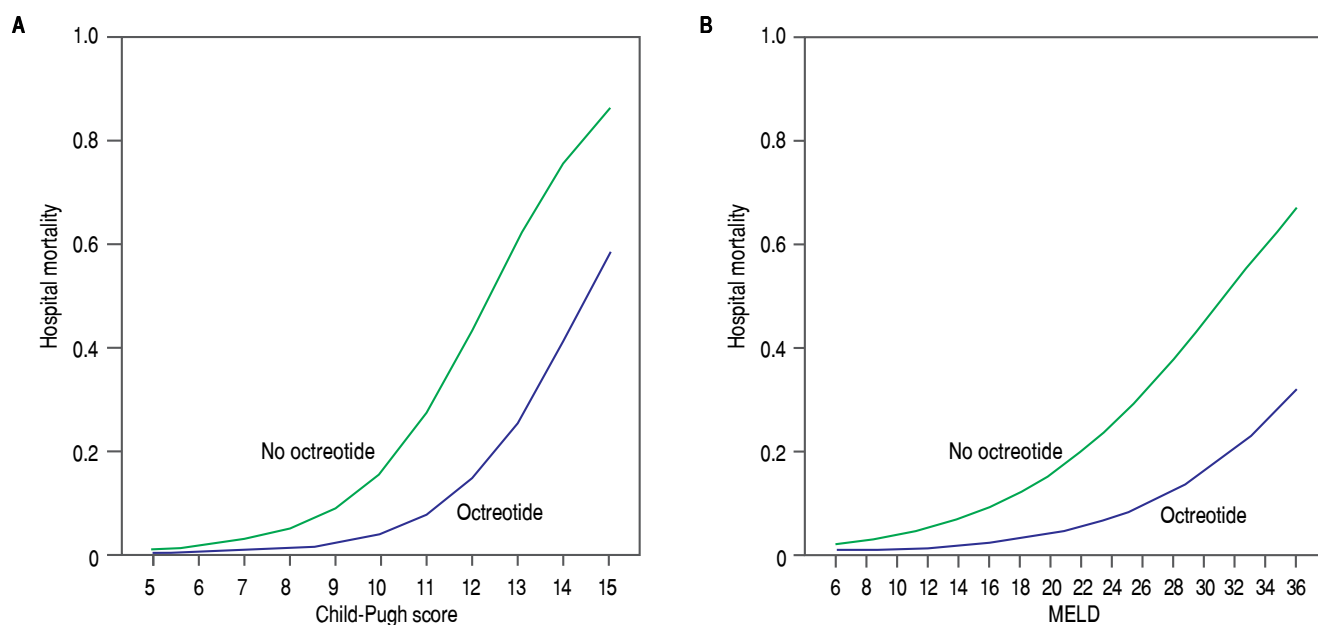 A
Hospital mortality
1.0
0.8
0.6
0.4
0.2
0
No octreotide
Octreotide
5 6 7 8 9 10 11 12 13 14 15
Child-Pugh score
B
Hospital mortality
1.0
0.8
0.6
0.4
0.2
0
No octreotide
Octreotide
6 8 10 12 14 16 18 20 22 24 26 28 30 32 34 36
MELD